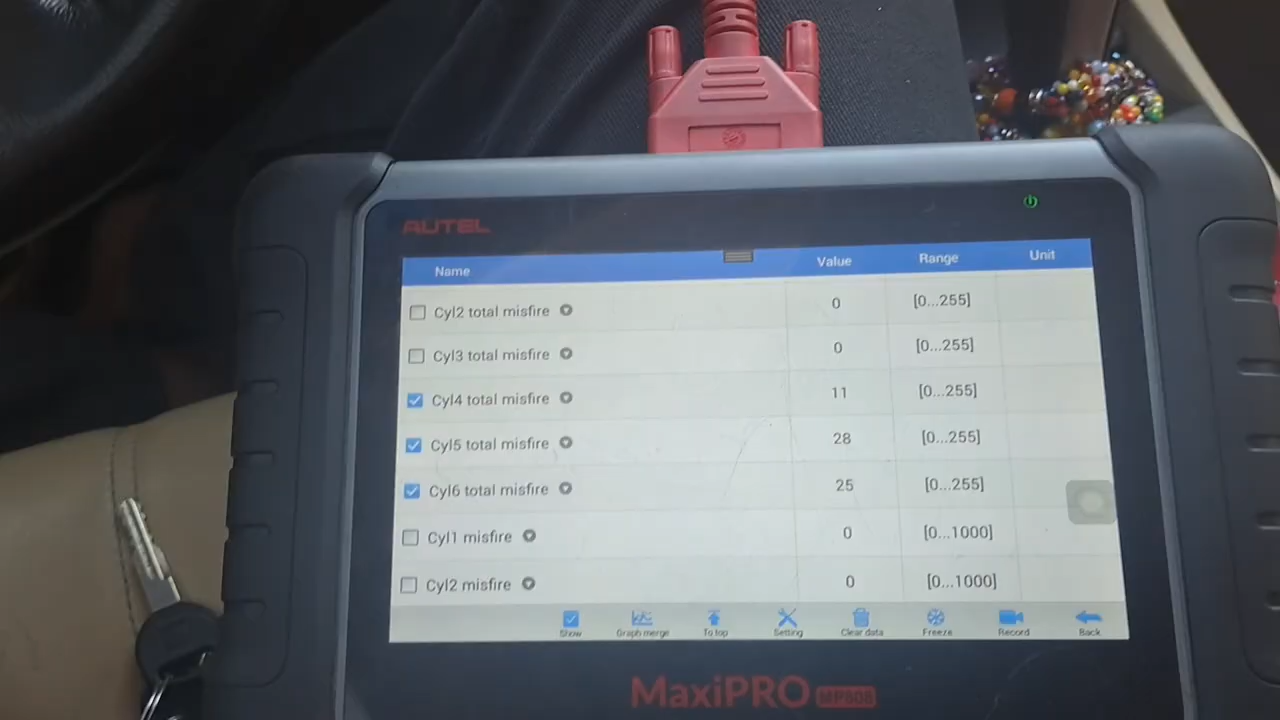 AUTEL
Name Value Range Unit
Cyl2 total misfire 0 [0...255]
Cyl3 total misfire 0 [0...255]
Cyl4 total misfire 11 [0...255]
Cyl5 total misfire 28 [0...255]
Cyl6 total misfire 25 [0...255]
Cyl1 misfire 0 [0...1000]
Cyl2 misfire 0 [0...1000]
Show Graph merge To top Setting Clear data Freeze Record Back
MaxiPRO MP808